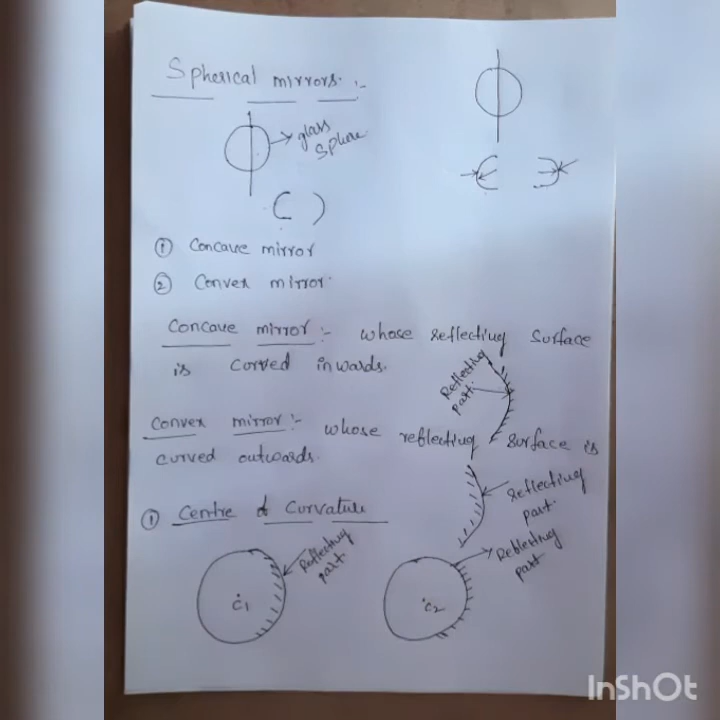 Spherical mirrors :-
glass
sphere
① Concave mirror
② Convex mirror.
Concave mirror :- whose reflecting surface
is curved inwards.
Reflecting
part.
Convex mirror :- whose reflecting surface is
curved outwards.
reflecting
part.
① Centre of Curvature
Reflecting
part.
Reflecting
part
C1
C2
InShOt